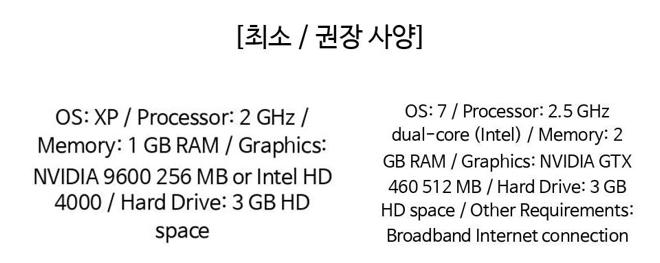 [최소 / 권장 사양]
OS: XP / Processor: 2 GHz /
Memory: 1 GB RAM / Graphics:
NVIDIA 9600 256 MB or Intel HD
4000 / Hard Drive: 3 GB HD
space
OS: 7 / Processor: 2.5 GHz
dual-core (Intel) / Memory: 2
GB RAM / Graphics: NVIDIA GTX
460 512 MB / Hard Drive: 3 GB
HD space / Other Requirements:
Broadband Internet connection